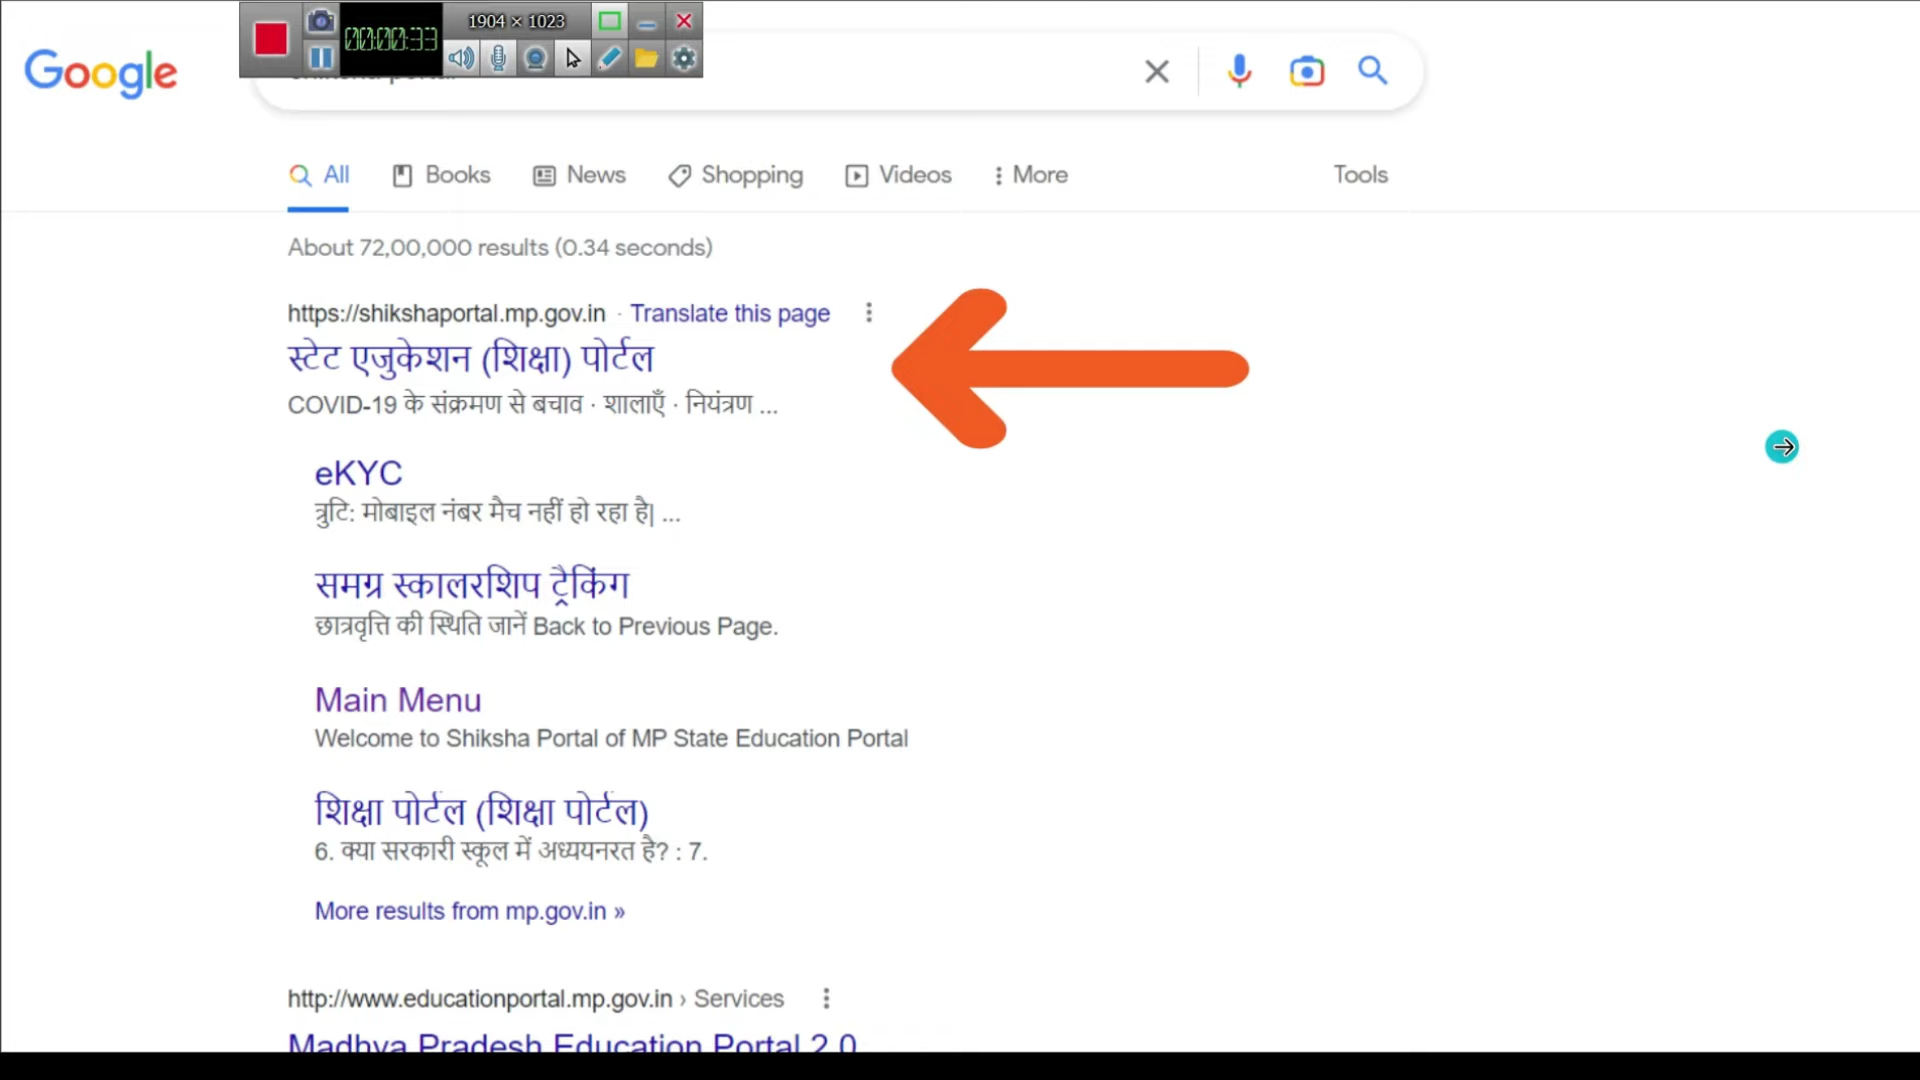 1904 × 1023
00:00:33
Google
All
Books
News
Shopping
Videos
More
Tools
About 72,00,000 results (0.34 seconds)
https://shikshaportal.mp.gov.in · Translate this page
स्टेट एजुकेशन (शिक्षा) पोर्टल
COVID-19 के संक्रमण से बचाव · शालाएँ · नियंत्रण ...
eKYC
त्रुटि: मोबाइल नंबर मैच नहीं हो रहा है| ...
समग्र स्कालरशिप ट्रैकिंग
छात्रवृत्ति की स्थिति जानें Back to Previous Page.
Main Menu
Welcome to Shiksha Portal of MP State Education Portal
शिक्षा पोर्टल (शिक्षा पोर्टल)
6. क्या सरकारी स्कूल में अध्ययनरत है? : 7.
More results from mp.gov.in »
http://www.educationportal.mp.gov.in › Services
Madhya Pradesh Education Portal 2.0